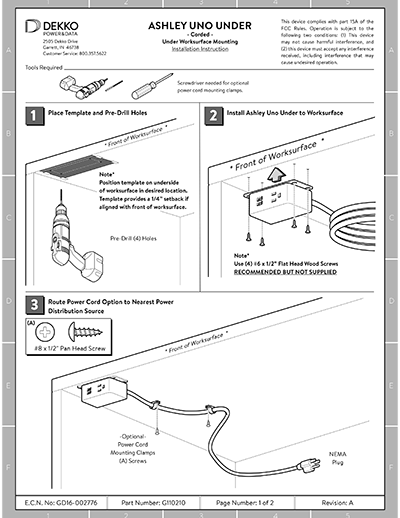 DEKKO
POWER&DATA
2505 Dekko Drive
Garrett, IN 46738
Customer Service: 800.357.5622
ASHLEY UNO UNDER
- Corded -
Under Worksurface Mounting
Installation Instruction
This device complies with part 15A of the
FCC Rules. Operation is subject to the
following two conditions: (1) This device
may not cause harmful interference, and
(2) this device must accept any interference
received, including interference that may
cause undesired operation.
Tools Required
Screwdriver needed for optional
power cord mounting clamps.
1 Place Template and Pre-Drill Holes
* Front of Worksurface *
Note*
Position template on underside
of worksurface in desired location.
Template provides a 1/4" setback if
aligned with front of worksurface.
Pre-Drill (4) Holes
2 Install Ashley Uno Under to Worksurface
* Front of Worksurface *
Note*
Use (4) #6 x 1/2" Flat Head Wood Screws
RECOMMENDED BUT NOT SUPPLIED
3 Route Power Cord Option to Nearest Power
Distribution Source
(A)
#8 x 1/2" Pan Head Screw
* Front of Worksurface *
-Optional-
Power Cord
Mounting Clamps
(A) Screws
NEMA
Plug
E.C.N. No: GD16-002776
Part Number: G110210
Page Number: 1 of 2
Revision: A